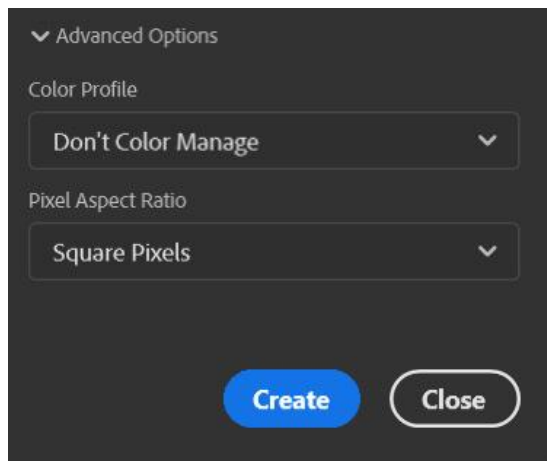 Advanced Options
Color Profile
Don't Color Manage
Pixel Aspect Ratio
Square Pixels
Create Close